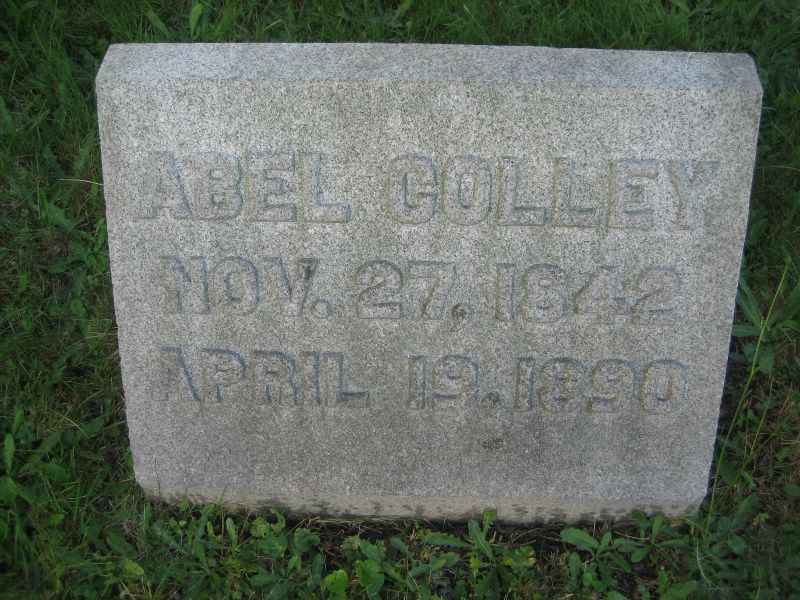 ABEL COLLEY
NOV. 27, 1842
APRIL 19, 1890